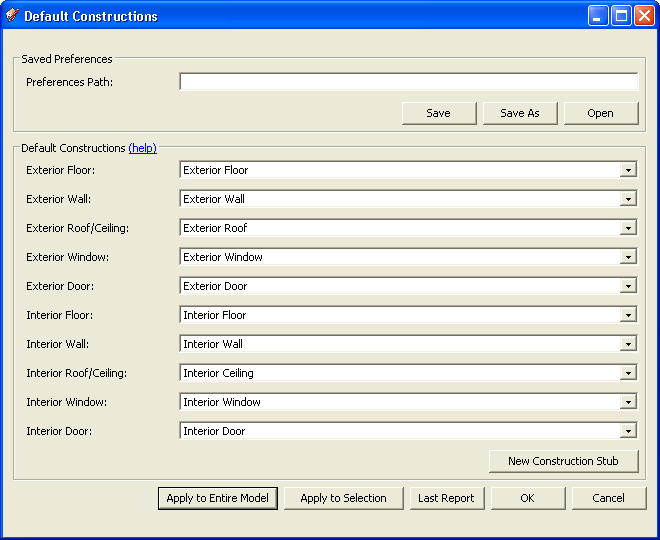 Default Constructions
Saved Preferences
Preferences Path:
Save Save As Open
Default Constructions (help)
Exterior Floor: Exterior Floor
Exterior Wall: Exterior Wall
Exterior Roof/Ceiling: Exterior Roof
Exterior Window: Exterior Window
Exterior Door: Exterior Door
Interior Floor: Interior Floor
Interior Wall: Interior Wall
Interior Roof/Ceiling: Interior Ceiling
Interior Window: Interior Window
Interior Door: Interior Door
New Construction Stub
Apply to Entire Model Apply to Selection Last Report OK Cancel